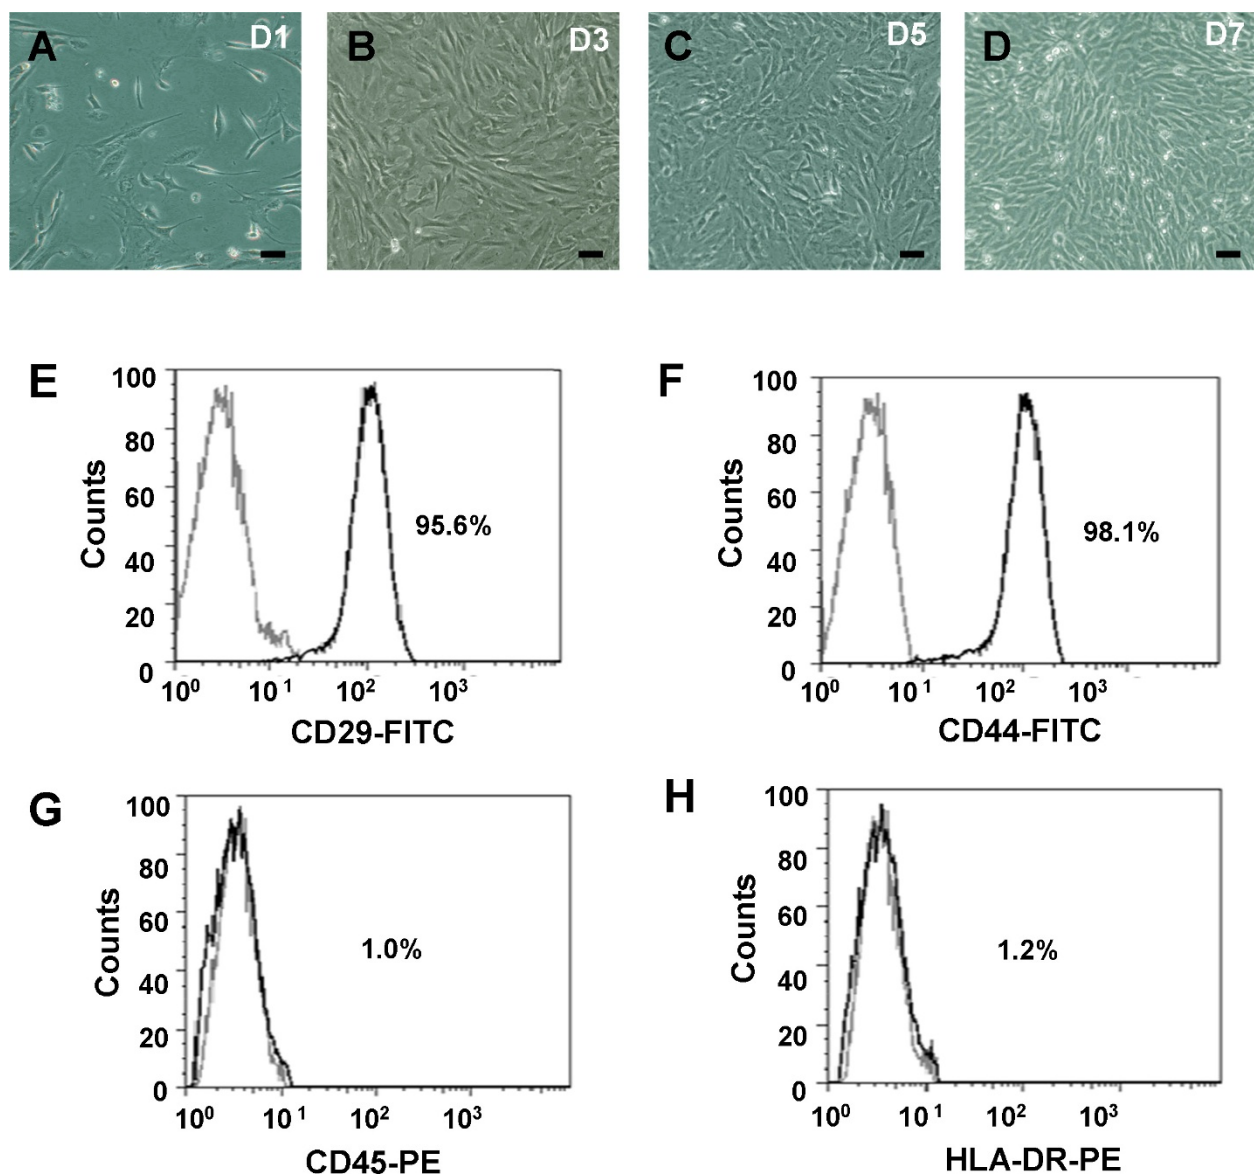 A D1 B D3 C D5 D D7
E F
100 100
80 80
60 60
40 40
20 20
0 0
Counts Counts
95.6% 98.1%
10⁰ 10¹ 10² 10³ 10⁰ 10¹ 10² 10³
CD29-FITC CD44-FITC
G H
100 100
80 80
60 60
40 40
20 20
0 0
Counts Counts
1.0% 1.2%
10⁰ 10¹ 10² 10³ 10⁰ 10¹ 10² 10³
CD45-PE HLA-DR-PE